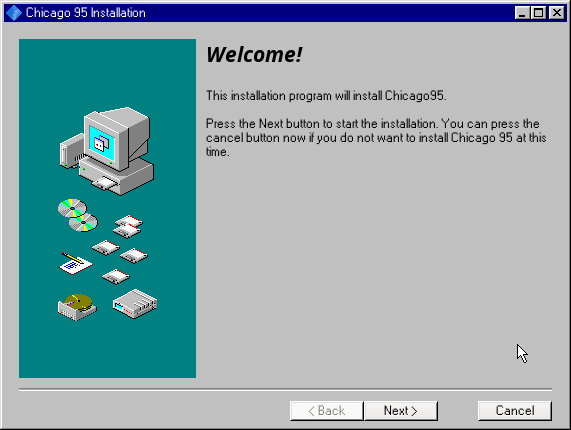 Chicago 95 Installation
Welcome!
This installation program will install Chicago95.
Press the Next button to start the installation. You can press the
cancel button now if you do not want to install Chicago 95 at this
time.
< Back
Next >
Cancel